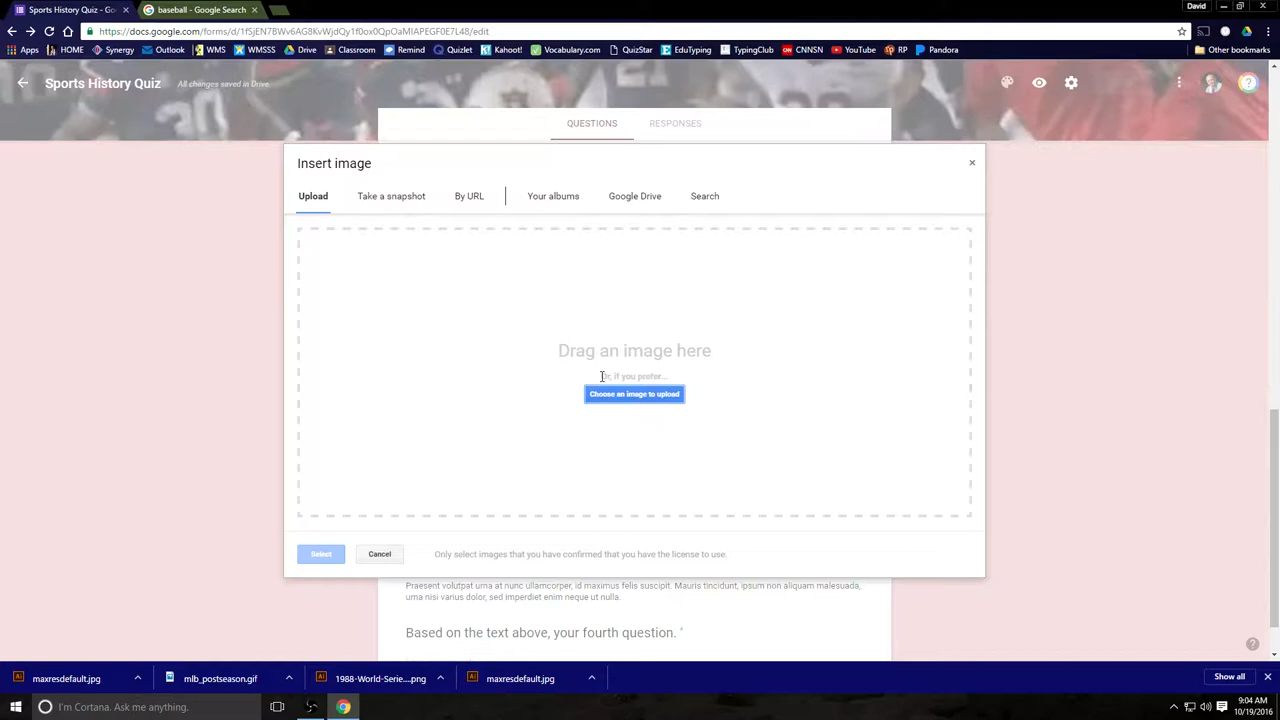 Sports History Quiz - Go
baseball - Google Search
David
https://docs.google.com/forms/d/1fSjEN7BWv6AG8KvWjdQy1f0ox0QpOaMIAPEGF0E7L48/edit
Apps HOME Synergy Outlook WMS WMSSS Drive Classroom Remind Quizlet Kahoot! Vocabulary.com QuizStar EduTyping TypingClub CNNSN YouTube RP Pandora Other bookmarks
Sports History Quiz All changes saved in Drive
QUESTIONS RESPONSES
Insert image
Upload Take a snapshot By URL Your albums Google Drive Search
Drag an image here
Or, if you prefer...
Choose an image to upload
Select Cancel Only select images that you have confirmed that you have the license to use.
Praesent volutpat urna at nunc ullamcorper, id maximus felis suscipit. Mauris tincidunt, ipsum non aliquam malesuada,
urna nisi varius dolor, sed imperdiet enim neque ut nulla.
Based on the text above, your fourth question. *
maxresdefault.jpg mlb_postseason.gif 1988-World-Serie....png maxresdefault.jpg Show all
I'm Cortana. Ask me anything.
9:04 AM
10/19/2016